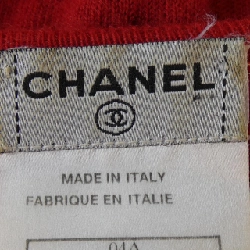 CHANEL
MADE IN ITALY
FABRIQUE EN ITALIE
04A